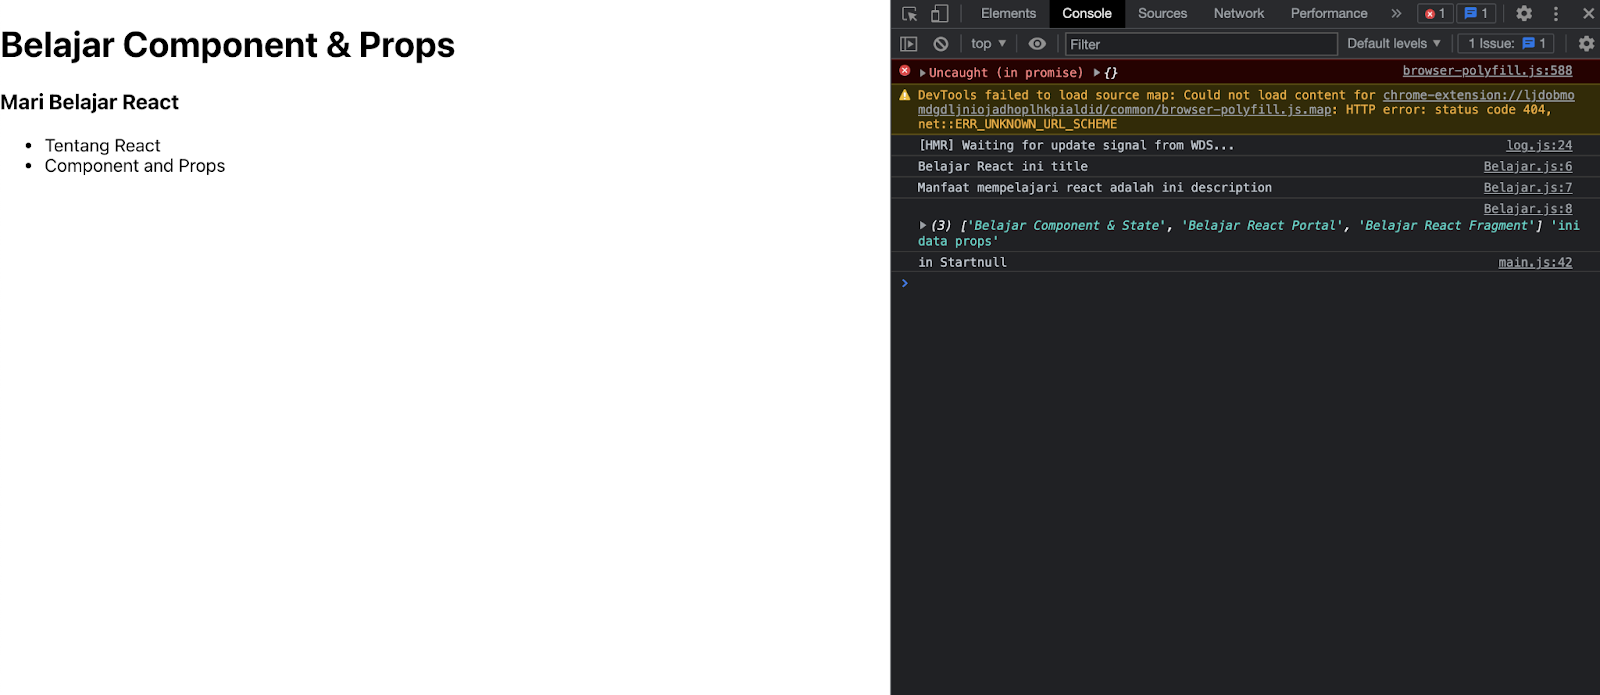 Belajar Component & Props
Mari Belajar React
Tentang React
Component and Props
Elements Console Sources Network Performance » 1 1
top Filter Default levels 1 Issue: 1
Uncaught (in promise) {} browser-polyfill.js:588
DevTools failed to load source map: Could not load content for chrome-extension://ljdobmo
mdgdljniojadhoplhkpialdid/common/browser-polyfill.js.map: HTTP error: status code 404,
net::ERR_UNKNOWN_URL_SCHEME
[HMR] Waiting for update signal from WDS... log.js:24
Belajar React ini title Belajar.js:6
Manfaat mempelajari react adalah ini description Belajar.js:7
Belajar.js:8
(3) ['Belajar Component & State', 'Belajar React Portal', 'Belajar React Fragment'] 'ini
data props'
in Startnull main.js:42